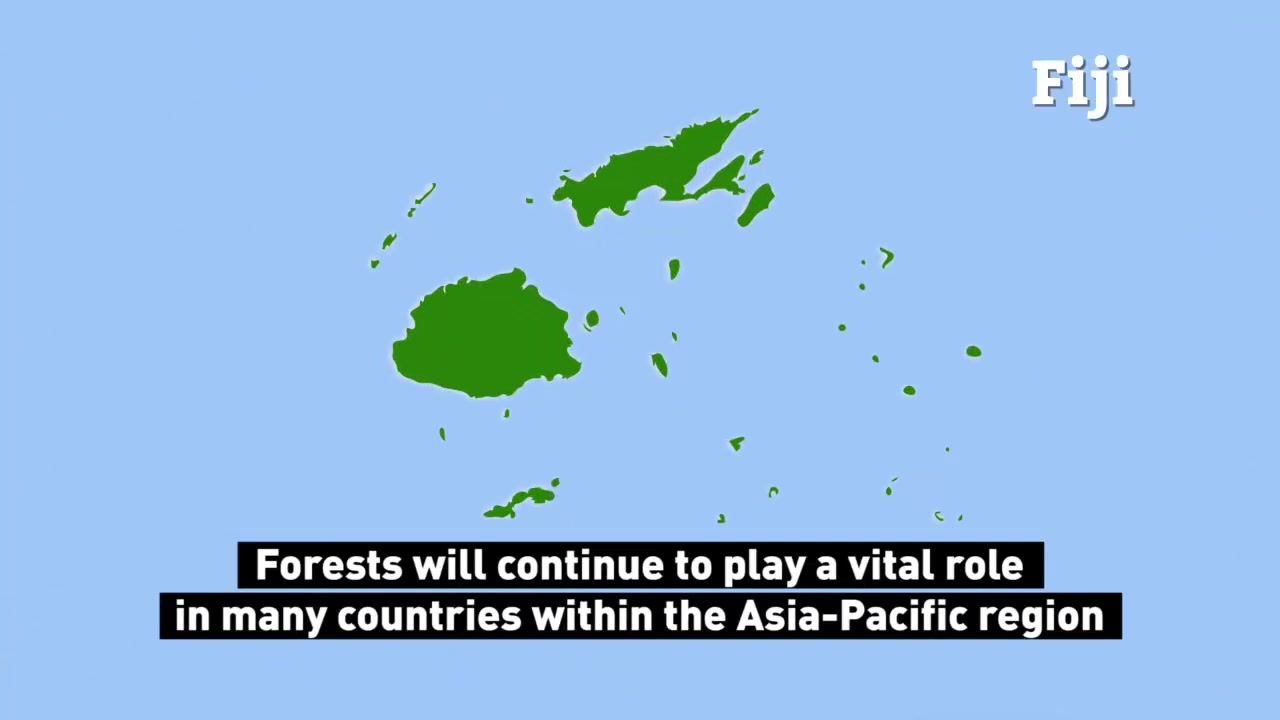 Fiji
Forests will continue to play a vital role
in many countries within the Asia-Pacific region